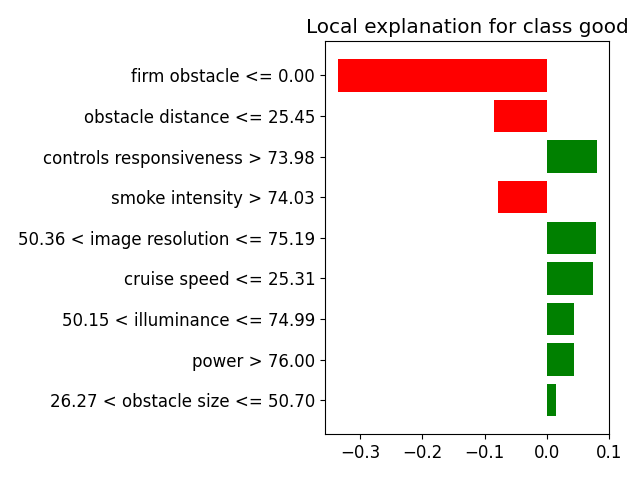 Local explanation for class good
firm obstacle <= 0.00
obstacle distance <= 25.45
controls responsiveness > 73.98
smoke intensity > 74.03
50.36 < image resolution <= 75.19
cruise speed <= 25.31
50.15 < illuminance <= 74.99
power > 76.00
26.27 < obstacle size <= 50.70
−0.3 −0.2 −0.1 0.0 0.1